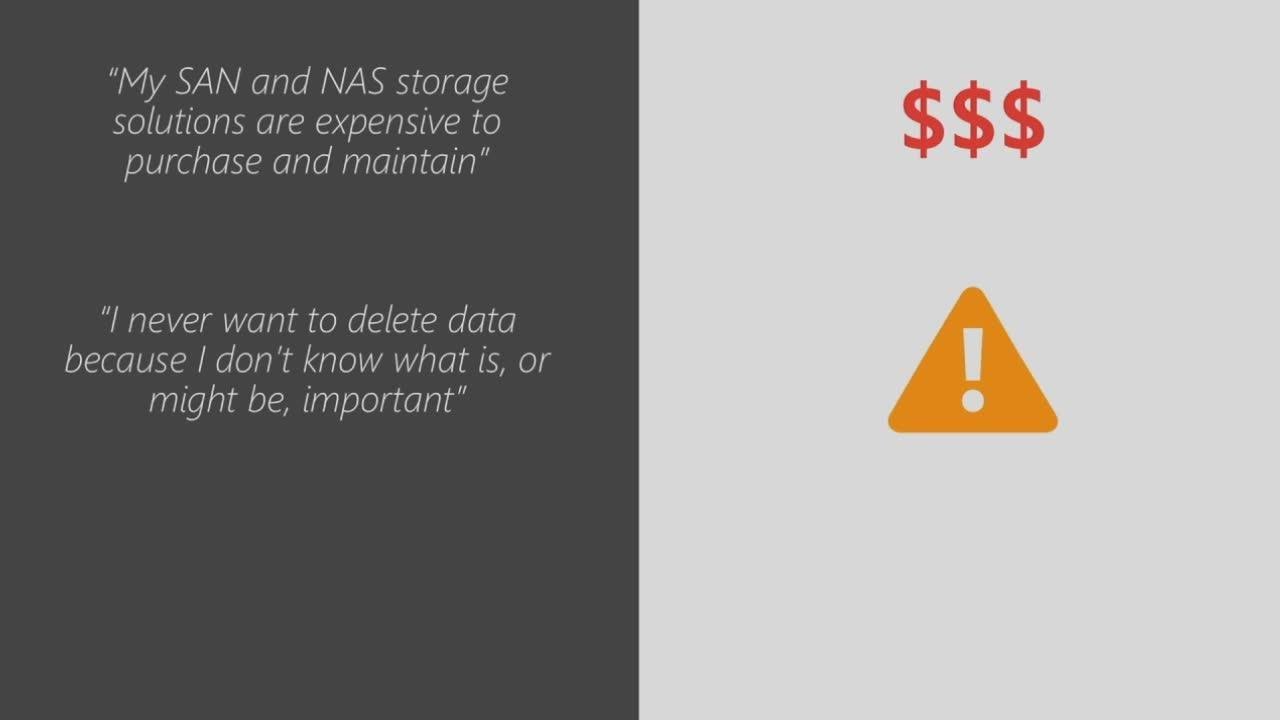 “My SAN and NAS storage
solutions are expensive to
purchase and maintain”
$$$
“I never want to delete data
because I don't know what is, or
might be, important”
!